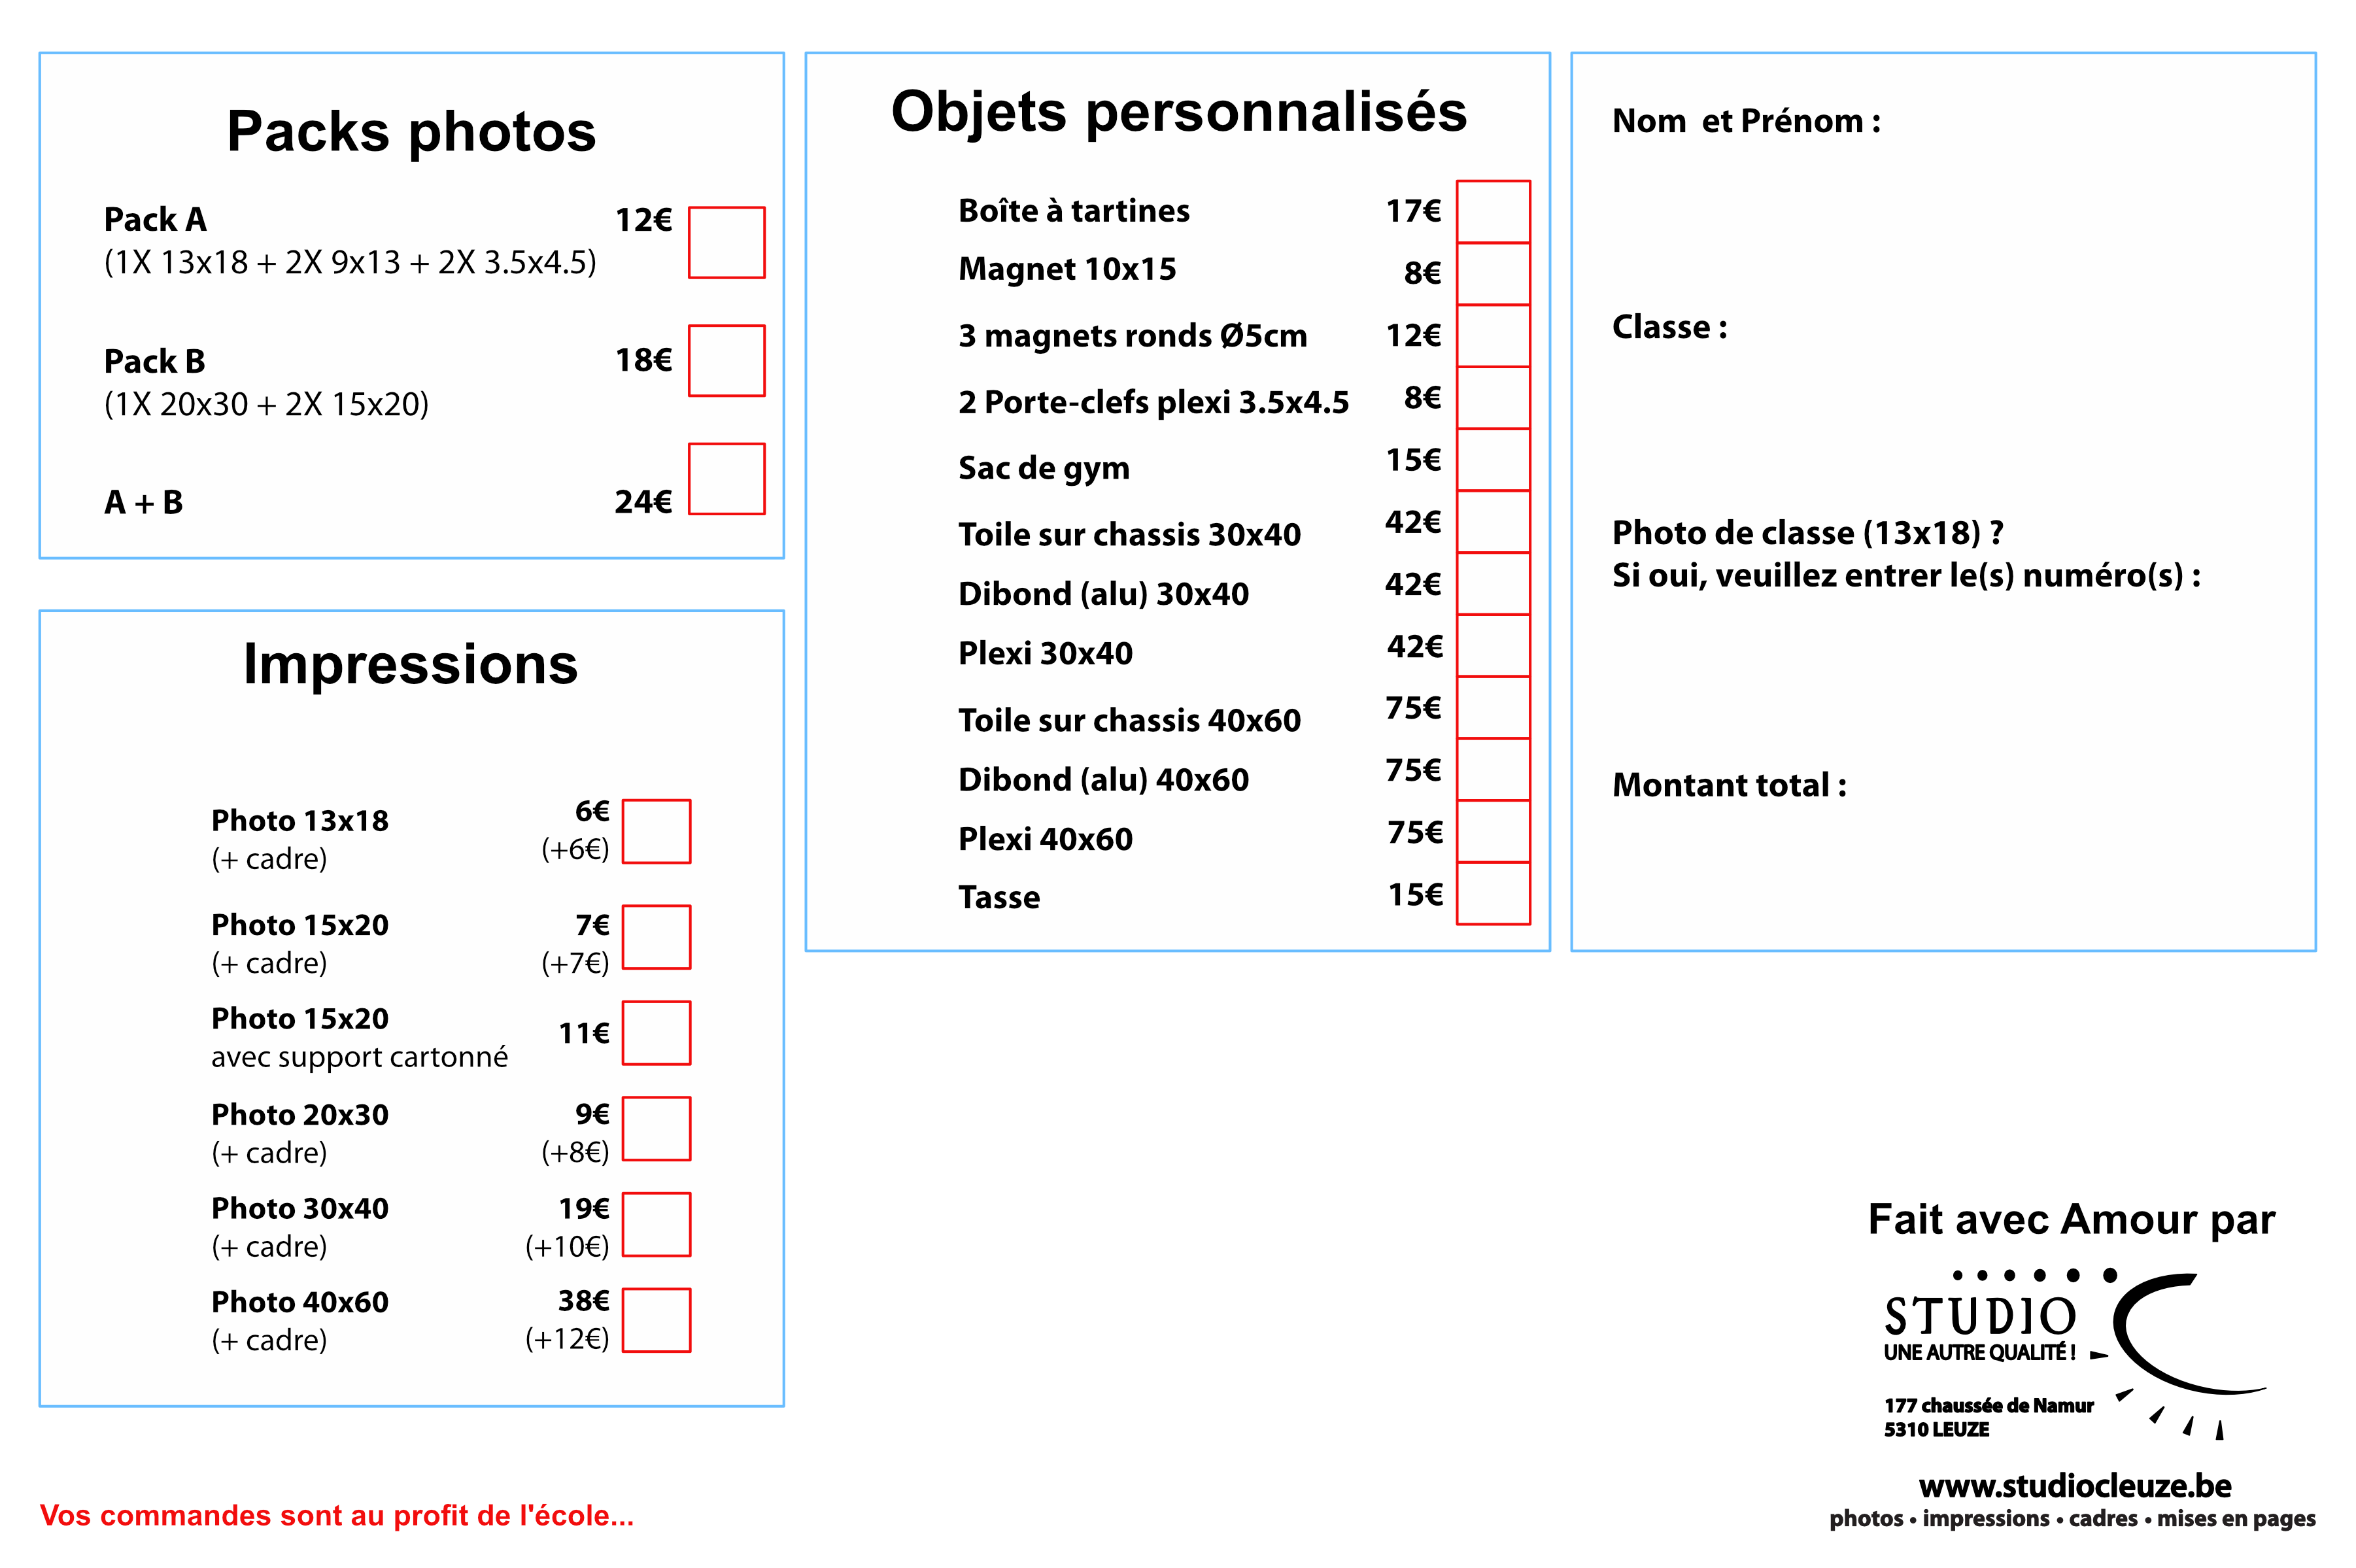 Packs photos
Pack A 12€
(1X 13x18 + 2X 9x13 + 2X 3.5x4.5)
Pack B 18€
(1X 20x30 + 2X 15x20)
A + B 24€
Impressions
Photo 13x18 6€
(+ cadre) (+6€)
Photo 15x20 7€
(+ cadre) (+7€)
Photo 15x20 11€
avec support cartonné
Photo 20x30 9€
(+ cadre) (+8€)
Photo 30x40 19€
(+ cadre) (+10€)
Photo 40x60 38€
(+ cadre) (+12€)
Vos commandes sont au profit de l'école...
Objets personnalisés
Boîte à tartines 17€
Magnet 10x15 8€
3 magnets ronds Ø5cm 12€
2 Porte-clefs plexi 3.5x4.5 8€
Sac de gym 15€
Toile sur chassis 30x40 42€
Dibond (alu) 30x40 42€
Plexi 30x40 42€
Toile sur chassis 40x60 75€
Dibond (alu) 40x60 75€
Plexi 40x60 75€
Tasse 15€
Nom et Prénom :
Classe :
Photo de classe (13x18) ?
Si oui, veuillez entrer le(s) numéro(s) :
Montant total :
Fait avec Amour par
STUDIO C
UNE AUTRE QUALITÉ !
177 chaussée de Namur
5310 LEUZE
www.studiocleuze.be
photos • impressions • cadres • mises en pages